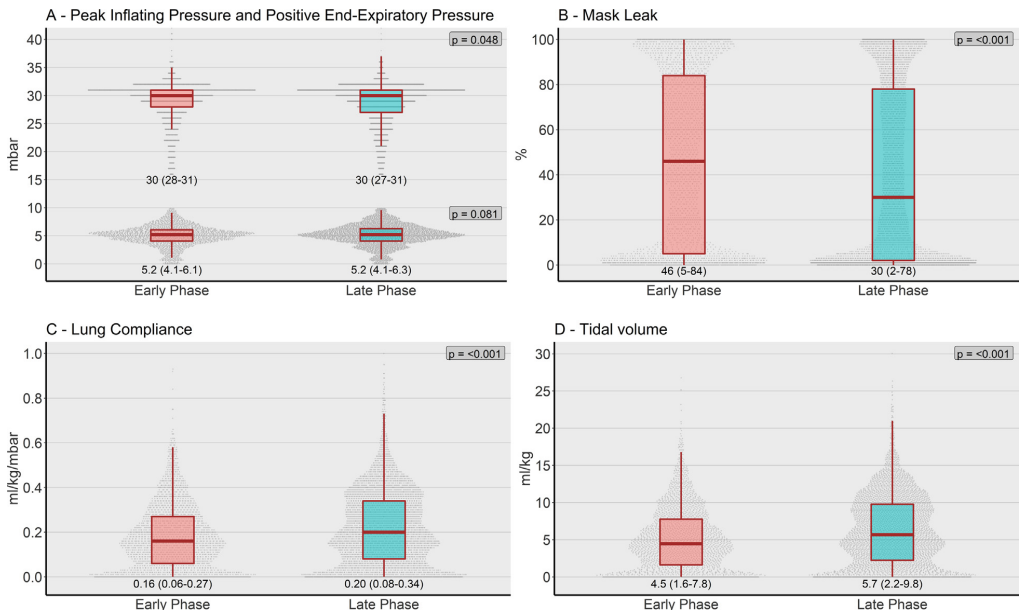 A - Peak Inflating Pressure and Positive End-Expiratory Pressure
p = 0.048
40
35
30
25
20
15
10
5
0
mbar
30 (28-31)
30 (27-31)
p = 0.081
5.2 (4.1-6.1)
5.2 (4.1-6.3)
Early Phase
Late Phase
B - Mask Leak
p = <0.001
100
80
60
40
20
0
%
46 (5-84)
30 (2-78)
Early Phase
Late Phase
C - Lung Compliance
p = <0.001
1.0
0.8
0.6
0.4
0.2
0.0
ml/kg/mbar
0.16 (0.06-0.27)
0.20 (0.08-0.34)
Early Phase
Late Phase
D - Tidal volume
p = <0.001
30
25
20
15
10
5
0
ml/kg
4.5 (1.6-7.8)
5.7 (2.2-9.8)
Early Phase
Late Phase